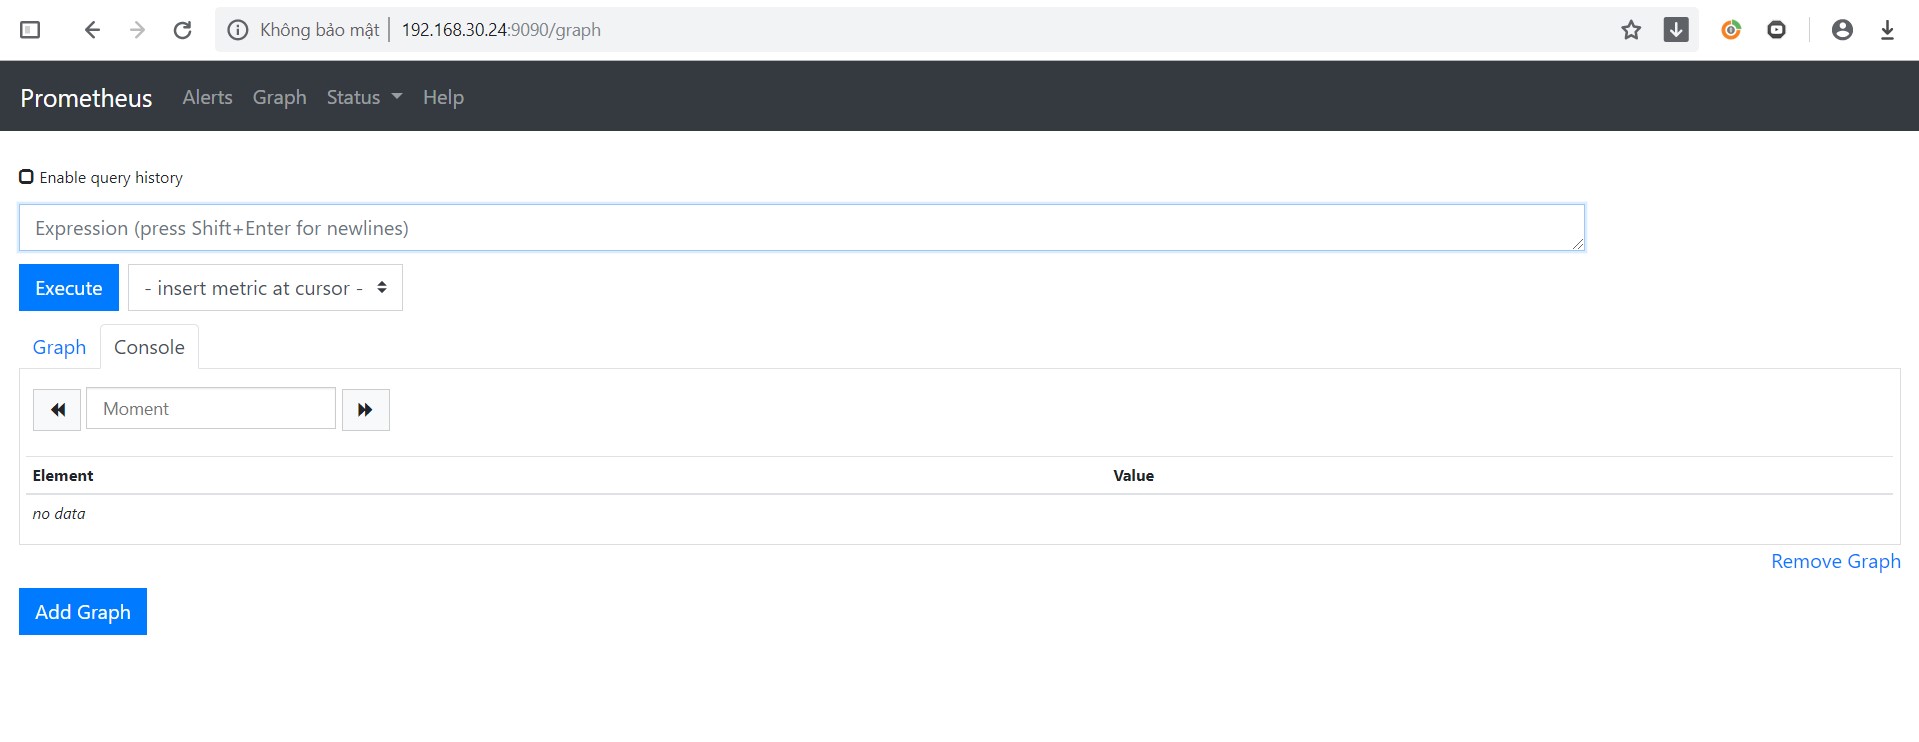 Không bảo mật 192.168.30.24:9090/graph
Prometheus Alerts Graph Status Help
Enable query history
Expression (press Shift+Enter for newlines)
Execute - insert metric at cursor -
Graph Console
Moment
Element Value
no data
Remove Graph
Add Graph